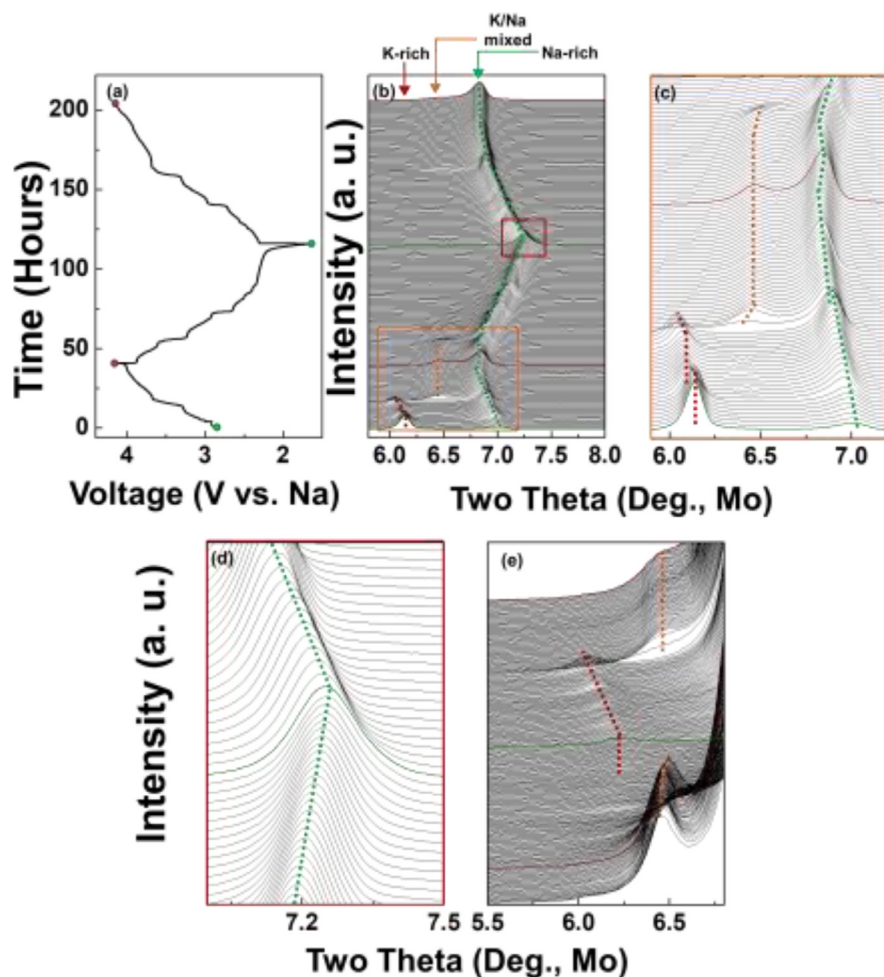 K-rich
K/Na
mixed
Na-rich
(a)
(b)
(c)
Time (Hours)
200
150
100
50
0
4 3 2
Voltage (V vs. Na)
Intensity (a. u.)
6.0 6.5 7.0 7.5 8.0
6.0 6.5 7.0
Two Theta (Deg., Mo)
(d)
(e)
Intensity (a. u.)
7.2 7.5
5.5 6.0 6.5
Two Theta (Deg., Mo)